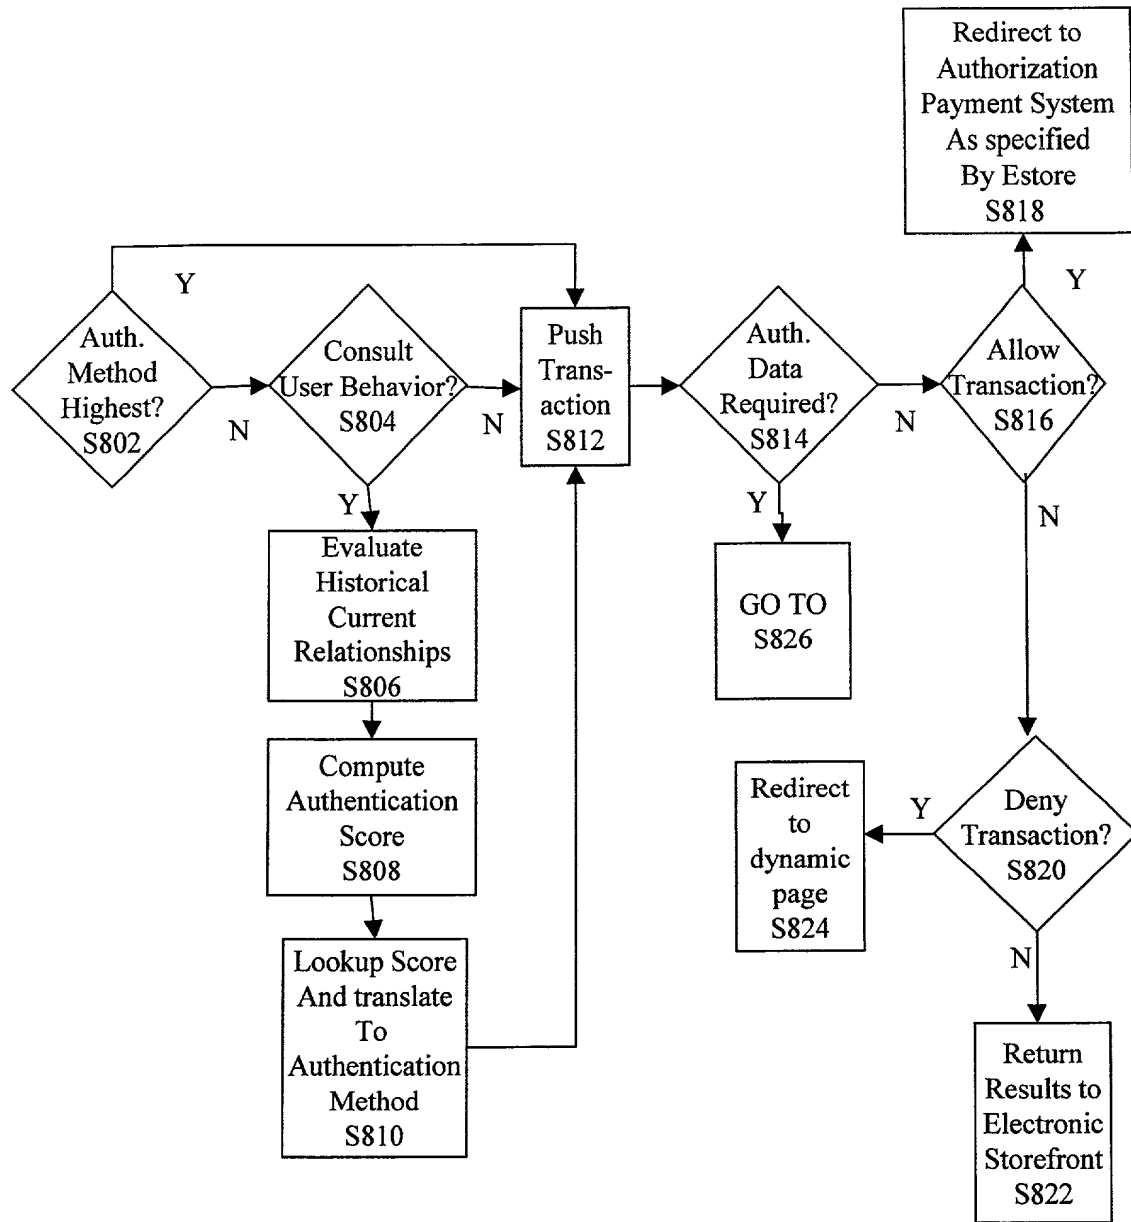 Redirect to
Authorization
Payment System
As specified
By Estore
S818
Y
Y
Auth.
Method
Highest?
S802
N
Consult
User Behavior?
S804
N
Y
Push
Trans-
action
S812
Auth.
Data
Required?
S814
N
Y
Allow
Transaction?
S816
N
Evaluate
Historical
Current
Relationships
S806
GO TO
S826
Compute
Authentication
Score
S808
Redirect
to
dynamic
page
S824
Y
Deny
Transaction?
S820
N
Lookup Score
And translate
To
Authentication
Method
S810
Return
Results to
Electronic
Storefront
S822